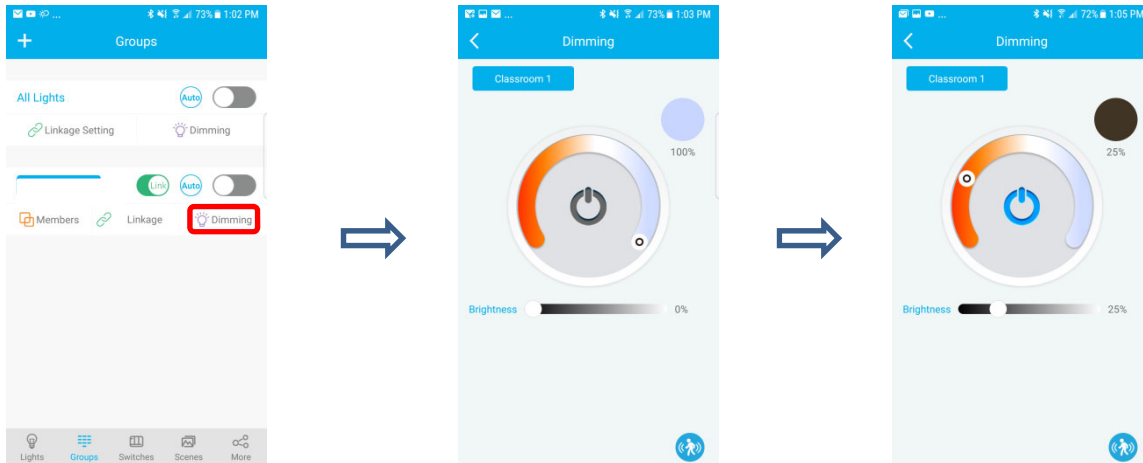 ... 73% 1:02 PM
Groups
All Lights Auto
Linkage Setting Dimming
Link Auto
Members Linkage Dimming
Lights Groups Switches Scenes More
... 73% 1:03 PM
Dimming
Classroom 1
100%
Brightness 0%
... 72% 1:05 PM
Dimming
Classroom 1
25%
Brightness 25%